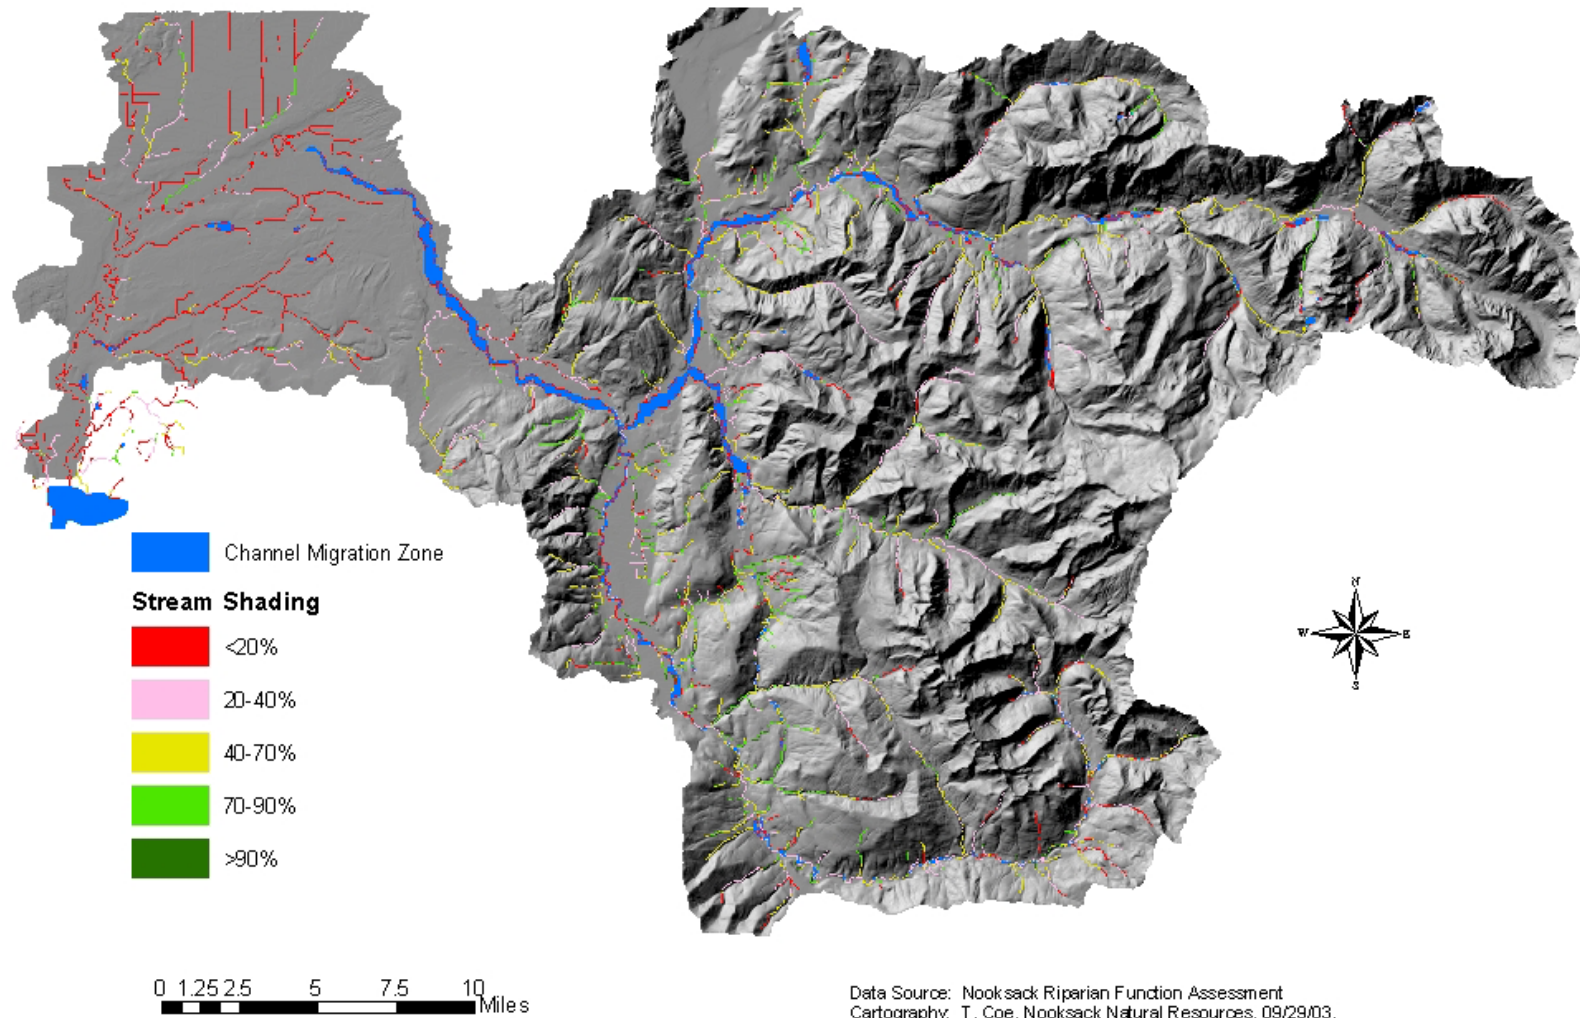 Channel Migration Zone
Stream Shading
<20%
20-40%
40-70%
70-90%
>90%
N
W
E
S
0 1.25 2.5 5 7.5 10
Miles
Data Source: Nooksack Riparian Function Assessment
Cartography: T. Coe, Nooksack Natural Resources, 09/29/03.